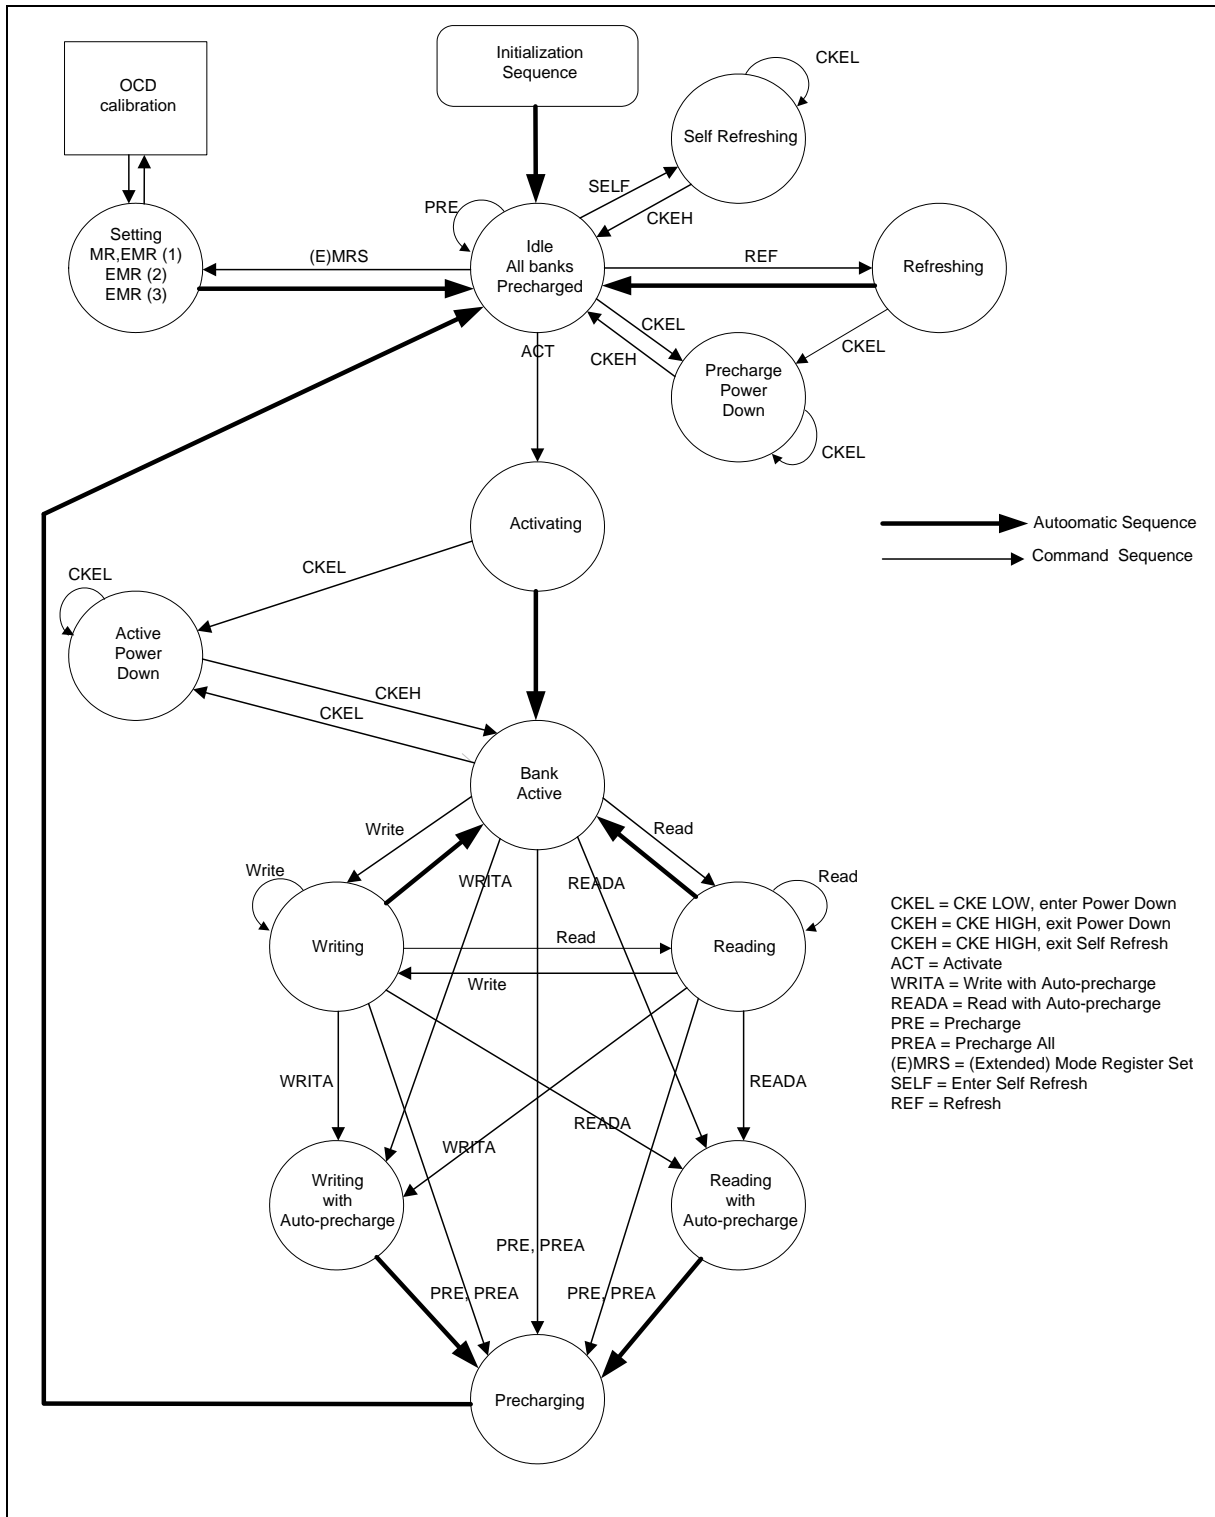 Initialization
Sequence
OCD
calibration
CKEL
Self Refreshing
SELF
CKEH
PRE
Setting
MR,EMR (1)
EMR (2)
EMR (3)
(E)MRS
Idle
All banks
Precharged
REF
Refreshing
CKEL
CKEH
CKEL
ACT
Precharge
Power
Down
CKEL
Activating
Autoomatic Sequence
Command Sequence
CKEL
CKEL
Active
Power
Down
CKEH
CKEL
Bank
Active
Write
Read
Write
WRITA
READA
Read
Writing
Read
Reading
Write
CKEL = CKE LOW, enter Power Down
CKEH = CKE HIGH, exit Power Down
CKEH = CKE HIGH, exit Self Refresh
ACT = Activate
WRITA = Write with Auto-precharge
READA = Read with Auto-precharge
PRE = Precharge
PREA = Precharge All
(E)MRS = (Extended) Mode Register Set
SELF = Enter Self Refresh
REF = Refresh
WRITA
READA
READA
WRITA
Writing
with
Auto-precharge
Reading
with
Auto-precharge
PRE, PREA
PRE, PREA
PRE, PREA
Precharging